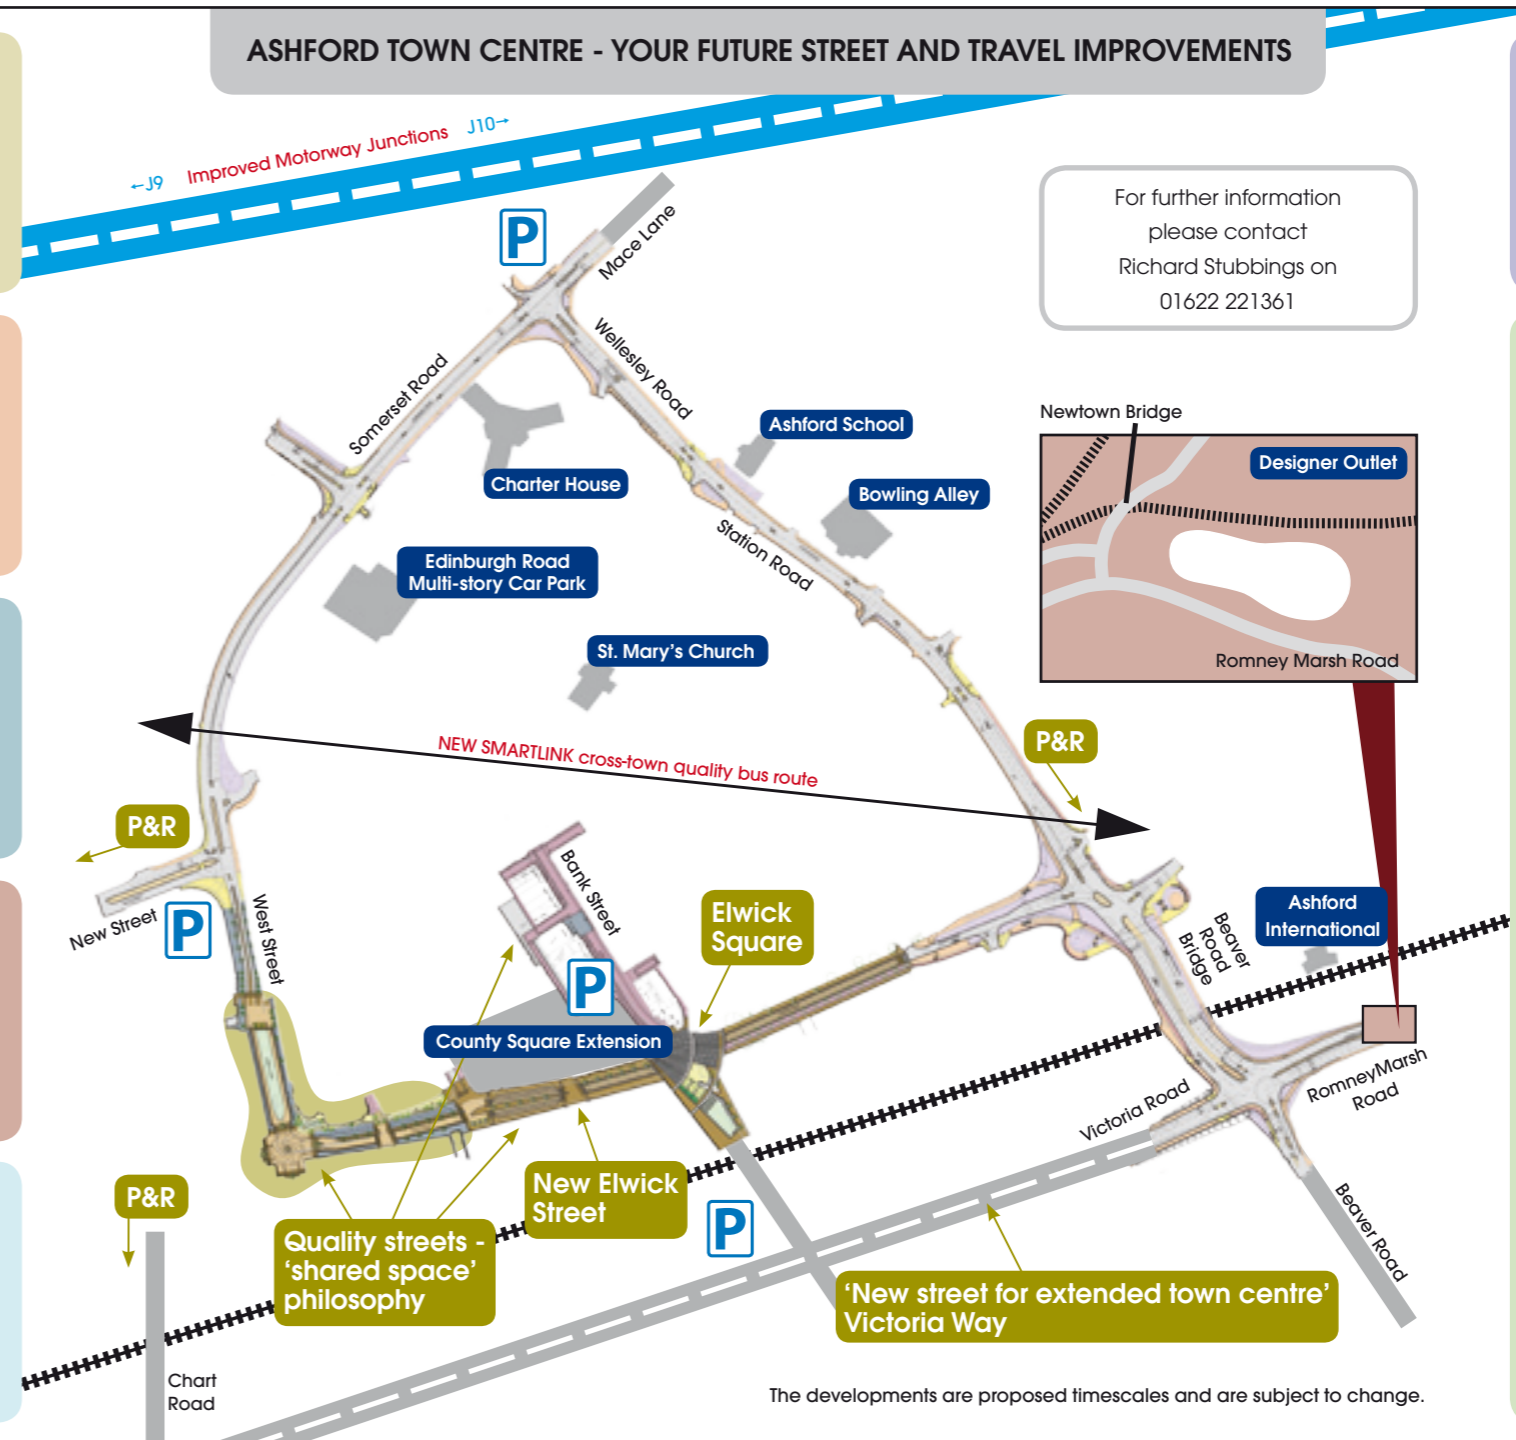 ASHFORD TOWN CENTRE - YOUR FUTURE STREET AND TRAVEL IMPROVEMENTS
←J9 Improved Motorway Junctions J10→
For further information
please contact
Richard Stubbings on
01622 221361
P
Mace Lane
Somerset Road
Wellesley Road
Ashford School
Charter House
Bowling Alley
Station Road
Edinburgh Road
Multi-story Car Park
St. Mary's Church
Newtown Bridge
Designer Outlet
Romney Marsh Road
NEW SMARTLINK cross-town quality bus route
P&R
P&R
New Street
P
West Street
Bank Street
P
Elwick
Square
County Square Extension
Ashford
International
Beaver
Road
Bridge
RomneyMarsh
Road
Victoria Road
Beaver Road
New Elwick
Street
P
P&R
Quality streets -
'shared space'
philosophy
'New street for extended town centre'
Victoria Way
Chart
Road
The developments are proposed timescales and are subject to change.